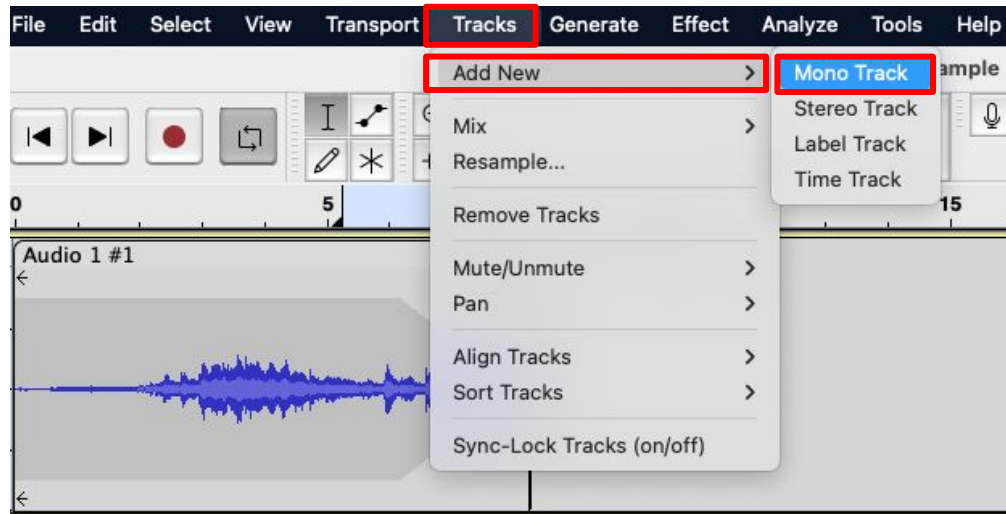 File Edit Select View Transport Tracks Generate Effect Analyze Tools Help
Add New
Mono Track
ample
Mix
Stereo Track
Resample...
Label Track
Time Track
Remove Tracks
0 5 15
Audio 1 #1
Mute/Unmute
Pan
Align Tracks
Sort Tracks
Sync-Lock Tracks (on/off)